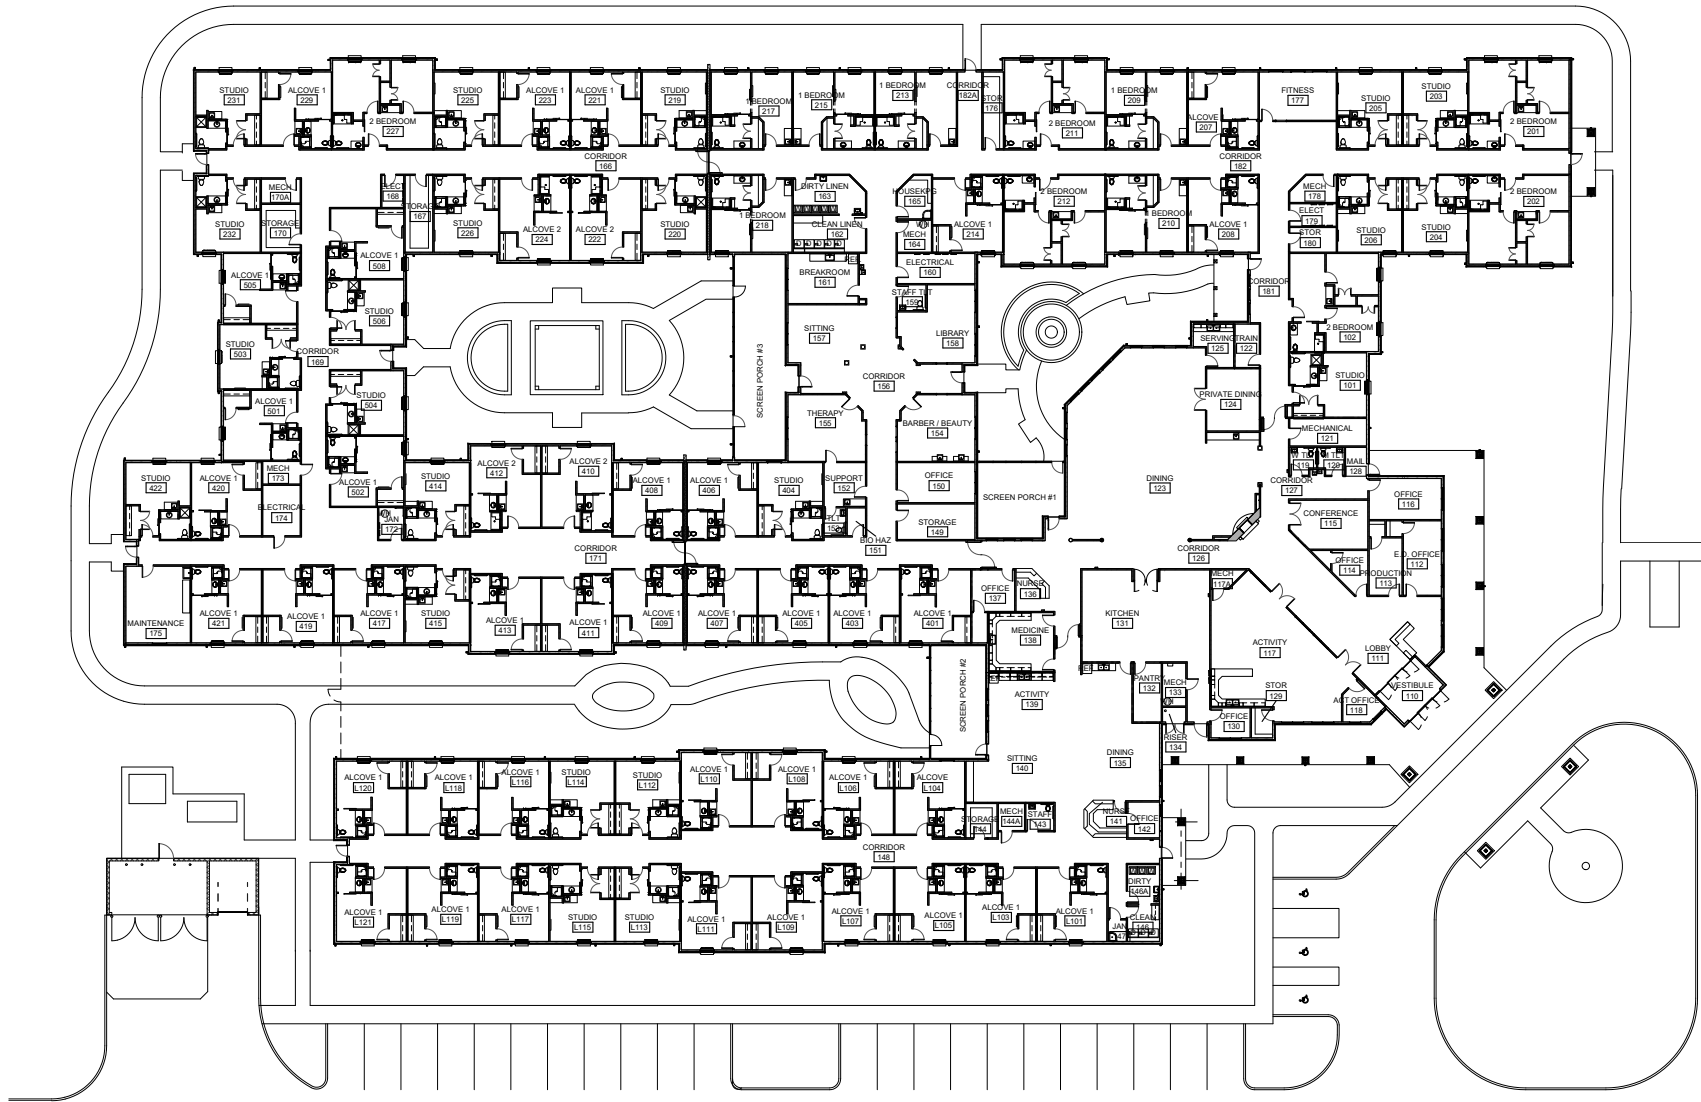 STUDIO
231
ALCOVE 1
229
2 BEDROOM
227
STUDIO
225
ALCOVE 1
223
ALCOVE 1
221
STUDIO
219
1 BEDROOM
217
1 BEDROOM
215
1 BEDROOM
213
CORRIDOR
182A
STOR
176
2 BEDROOM
211
1 BEDROOM
209
ALCOVE
207
FITNESS
177
STUDIO
205
STUDIO
203
2 BEDROOM
201
CORRIDOR
166
CORRIDOR
182
STUDIO
232
MECH
170A
STORAGE
170
ELECT
168
STORAGE
167
STUDIO
226
ALCOVE 2
224
ALCOVE 2
222
STUDIO
220
1 BEDROOM
218
DIRTY LINEN
163
CLEAN LINEN
162
HOUSEKPG
165
WH
MECH
164
ALCOVE 1
214
2 BEDROOM
212
1 BEDROOM
210
ALCOVE 1
208
MECH
178
ELECT
179
STOR
180
STUDIO
206
STUDIO
204
2 BEDROOM
202
ALCOVE 1
505
ALCOVE 1
508
STUDIO
506
STUDIO
503
CORRIDOR
169
ALCOVE 1
501
STUDIO
504
ALCOVE 1
502
SCREEN PORCH #3
BREAKROOM
161
REF
ELECTRICAL
160
STAFF TLT
159
SITTING
157
LIBRARY
158
CORRIDOR
156
THERAPY
155
BARBER / BEAUTY
154
CORRIDOR
181
SERVING
125
TRAIN
122
PRIVATE DINING
124
2 BEDROOM
102
STUDIO
101
MECHANICAL
121
W TLT
119
M TLT
120
MAIL
128
CORRIDOR
127
STUDIO
422
ALCOVE 1
420
MECH
173
ELECTRICAL
174
WH
JAN
172
STUDIO
414
ALCOVE 2
412
ALCOVE 2
410
ALCOVE 1
408
ALCOVE 1
406
STUDIO
404
SUPPORT
152
TLT
153
BIO HAZ
151
OFFICE
150
STORAGE
149
SCREEN PORCH #1
DINING
123
CONFERENCE
115
OFFICE
116
OFFICE
114
PRODUCTION
113
E.D. OFFICE
112
CORRIDOR
171
CORRIDOR
126
MAINTENANCE
175
ALCOVE 1
421
ALCOVE 1
419
ALCOVE 1
417
STUDIO
415
ALCOVE 1
413
ALCOVE 1
411
ALCOVE 1
409
ALCOVE 1
407
ALCOVE 1
405
ALCOVE 1
403
ALCOVE 1
401
OFFICE
137
NURSE
136
MEDICINE
138
KITCHEN
131
MECH
117A
ACTIVITY
117
LOBBY
111
VESTIBULE
110
ACT OFFICE
118
STOR
129
OFFICE
130
REF
PANTRY
132
MECH
133
RISER
134
ACTIVITY
139
SCREEN PORCH #2
SITTING
140
DINING
135
ALCOVE 1
L120
ALCOVE 1
L118
ALCOVE 1
L116
STUDIO
L114
STUDIO
L112
ALCOVE 1
L110
ALCOVE 1
L108
ALCOVE 1
L106
ALCOVE
L104
STORAGE
144
MECH
144A
STAFF
143
NURSE
141
OFFICE
142
CORRIDOR
148
ALCOVE 1
L121
ALCOVE 1
L119
ALCOVE 1
L117
STUDIO
L115
STUDIO
L113
ALCOVE 1
L111
ALCOVE 1
L109
ALCOVE 1
L107
ALCOVE 1
L105
ALCOVE 1
L103
ALCOVE 1
L101
DIRTY
146A
CLEAN
146
JAN